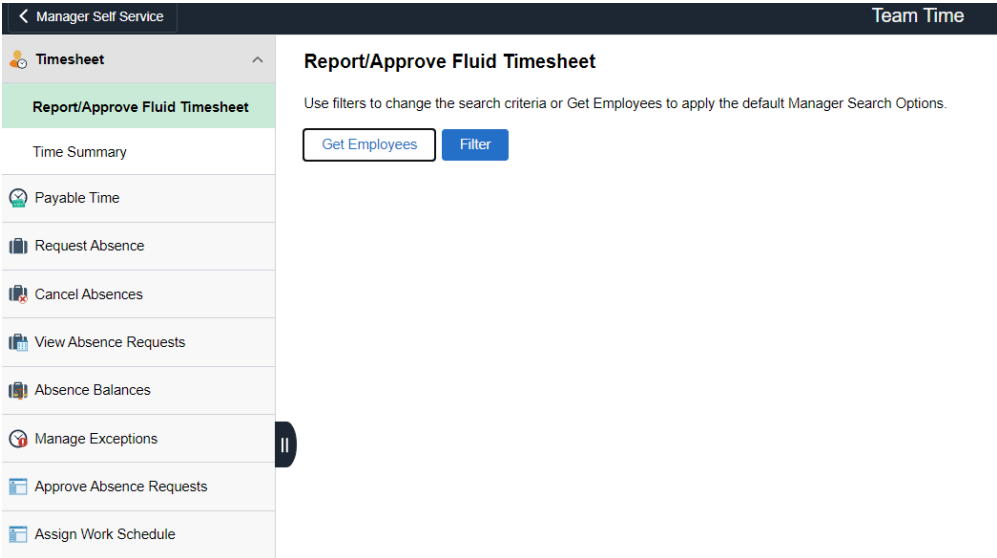 Manager Self Service
Team Time
Timesheet
Report/Approve Fluid Timesheet
Time Summary
Payable Time
Request Absence
Cancel Absences
View Absence Requests
Absence Balances
Manage Exceptions
Approve Absence Requests
Assign Work Schedule
Report/Approve Fluid Timesheet
Use filters to change the search criteria or Get Employees to apply the default Manager Search Options.
Get Employees
Filter